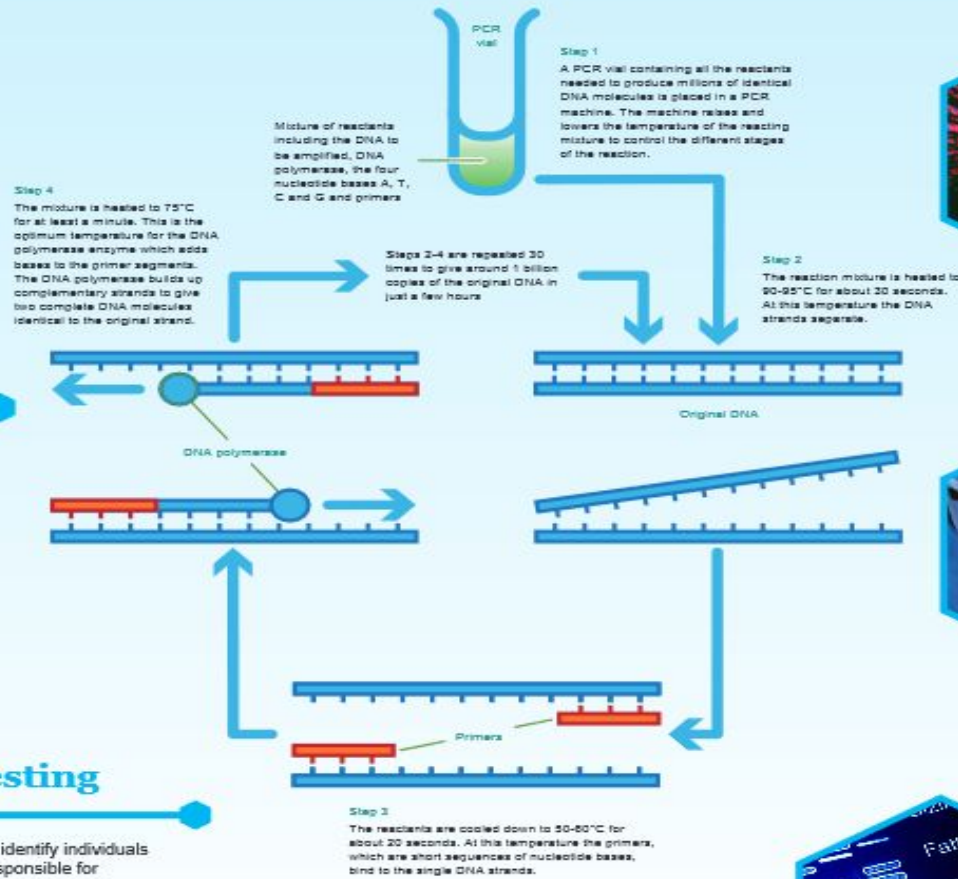 PCR
vial
Step 1
A PCR vial containing all the reactants
needed to produce millions of identical
DNA molecules is placed in a PCR
machine. The machine raises and
lowers the temperature of the reacting
mixture to control the different stages
of the reaction.
Mixture of reactants
including the DNA to
be amplified, DNA
polymerase, the four
nucleotide bases A, T,
C and G and primers
Step 4
The mixture is heated to 75°C
for at least a minute. This is the
optimum temperature for the DNA
polymerase enzyme which adds
bases to the primer segments.
The DNA polymerase builds up
complementary strands to give
two complete DNA molecules
identical to the original strand.
Steps 2-4 are repeated 30
times to give around 1 billion
copies of the original DNA in
just a few hours
Step 2
The reaction mixture is heated to
90-95°C for about 30 seconds.
At this temperature the DNA
strands separate.
Original DNA
DNA polymerase
Primers
Step 3
The reactants are cooled down to 50-60°C for
about 20 seconds. At this temperature the primers,
which are short sequences of nucleotide bases,
bind to the single DNA strands.
esting
identify individuals
sponsible for
Fath